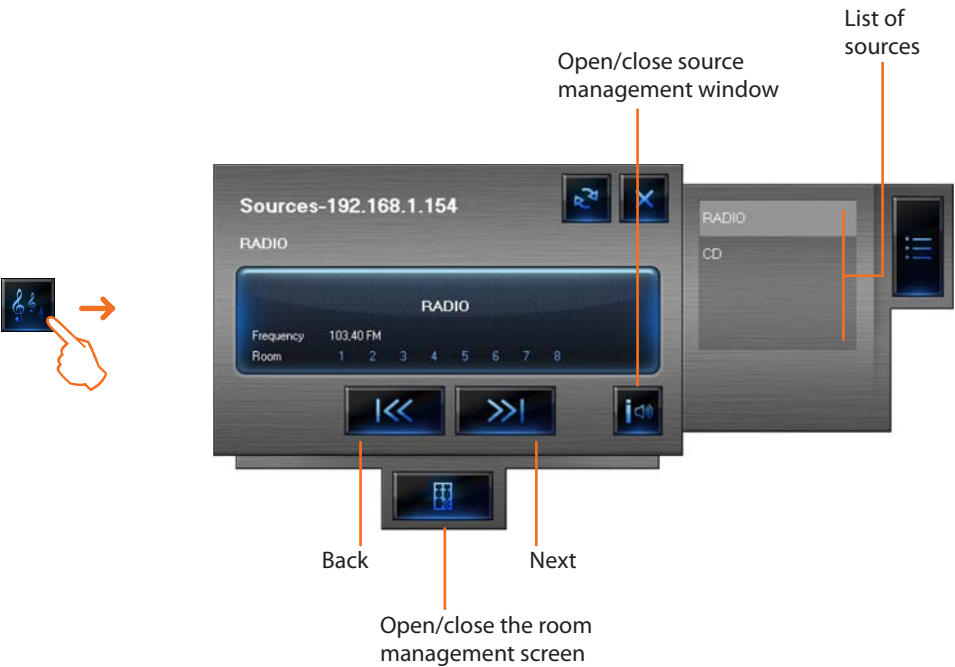 List of
sources
Open/close source
management window
Sources-192.168.1.154
RADIO
RADIO
CD
RADIO
Frequency 103,40 FM
Room 1 2 3 4 5 6 7 8
i
Back
Next
Open/close the room
management screen